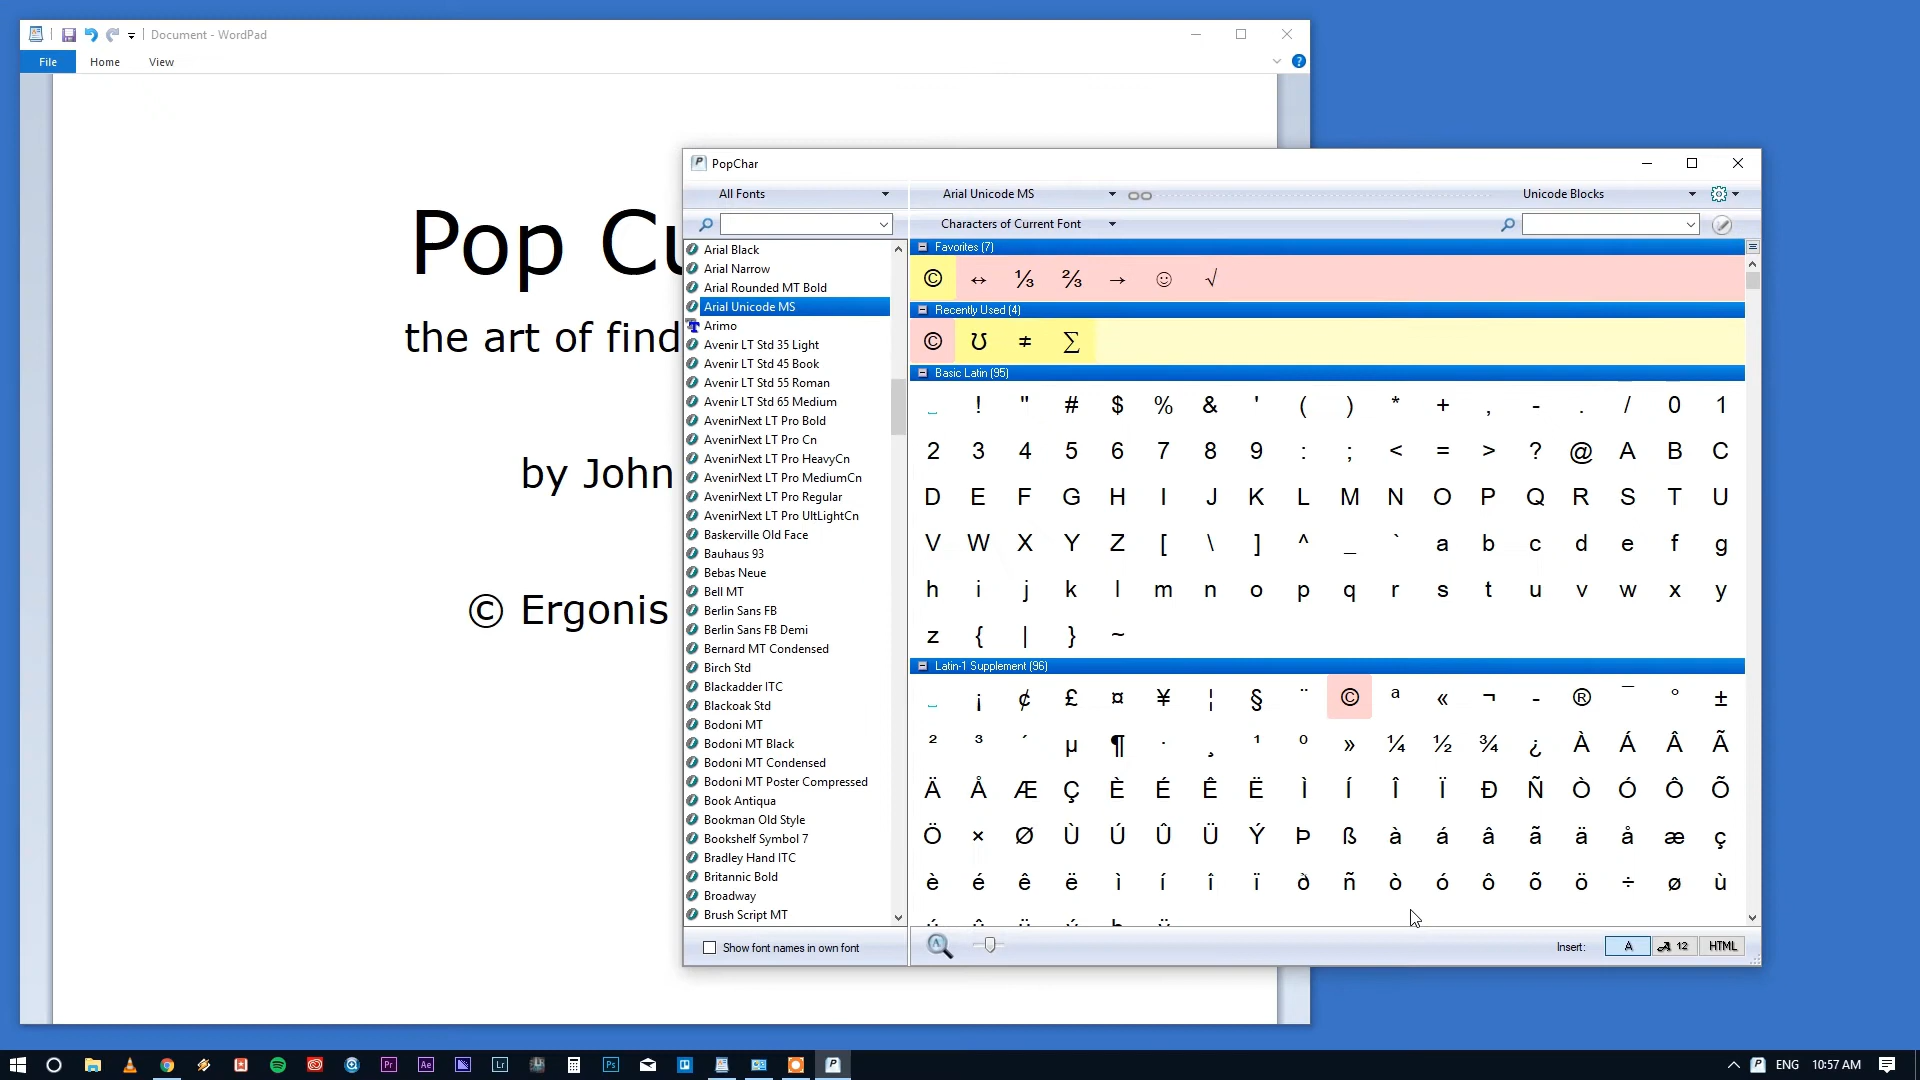 Document - WordPad
File Home View
Pop Cu
the art of find
by John
© Ergonis
PopChar
All Fonts
Arial Unicode MS
Unicode Blocks
Characters of Current Font
Arial Black
Arial Narrow
Arial Rounded MT Bold
Arial Unicode MS
Arimo
Avenir LT Std 35 Light
Avenir LT Std 45 Book
Avenir LT Std 55 Roman
Avenir LT Std 65 Medium
AvenirNext LT Pro Bold
AvenirNext LT Pro Cn
AvenirNext LT Pro HeavyCn
AvenirNext LT Pro MediumCn
AvenirNext LT Pro Regular
AvenirNext LT Pro UltLightCn
Baskerville Old Face
Bauhaus 93
Bebas Neue
Bell MT
Berlin Sans FB
Berlin Sans FB Demi
Bernard MT Condensed
Birch Std
Blackadder ITC
Blackoak Std
Bodoni MT
Bodoni MT Black
Bodoni MT Condensed
Bodoni MT Poster Compressed
Book Antiqua
Bookman Old Style
Bookshelf Symbol 7
Bradley Hand ITC
Britannic Bold
Broadway
Brush Script MT
Show font names in own font
Favorites (7)
© ↔ ⅓ ⅔ → ☺ √
Recently Used (4)
© ℧ ≠ ∑
Basic Latin (95)
! " # $ % & ' ( ) * + , - . / 0 1
2 3 4 5 6 7 8 9 : ; < = > ? @ A B C
D E F G H I J K L M N O P Q R S T U
V W X Y Z [ \ ] ^ _ ` a b c d e f g
h i j k l m n o p q r s t u v w x y
z { | } ~
Latin-1 Supplement (96)
¡ ¢ £ ¤ ¥ ¦ § ¨ © ª « ¬ - ® ¯ ° ±
² ³ ´ µ ¶ · ¸ ¹ º » ¼ ½ ¾ ¿ À Á Â Ã
Ä Å Æ Ç È É Ê Ë Ì Í Î Ï Ð Ñ Ò Ó Ô Õ
Ö × Ø Ù Ú Û Ü Ý Þ ß à á â ã ä å æ ç
è é ê ë ì í î ï ð ñ ò ó ô õ ö ÷ ø ù
Insert: A A 12 HTML
Pr Ae Lr Ps
ENG 10:57 AM